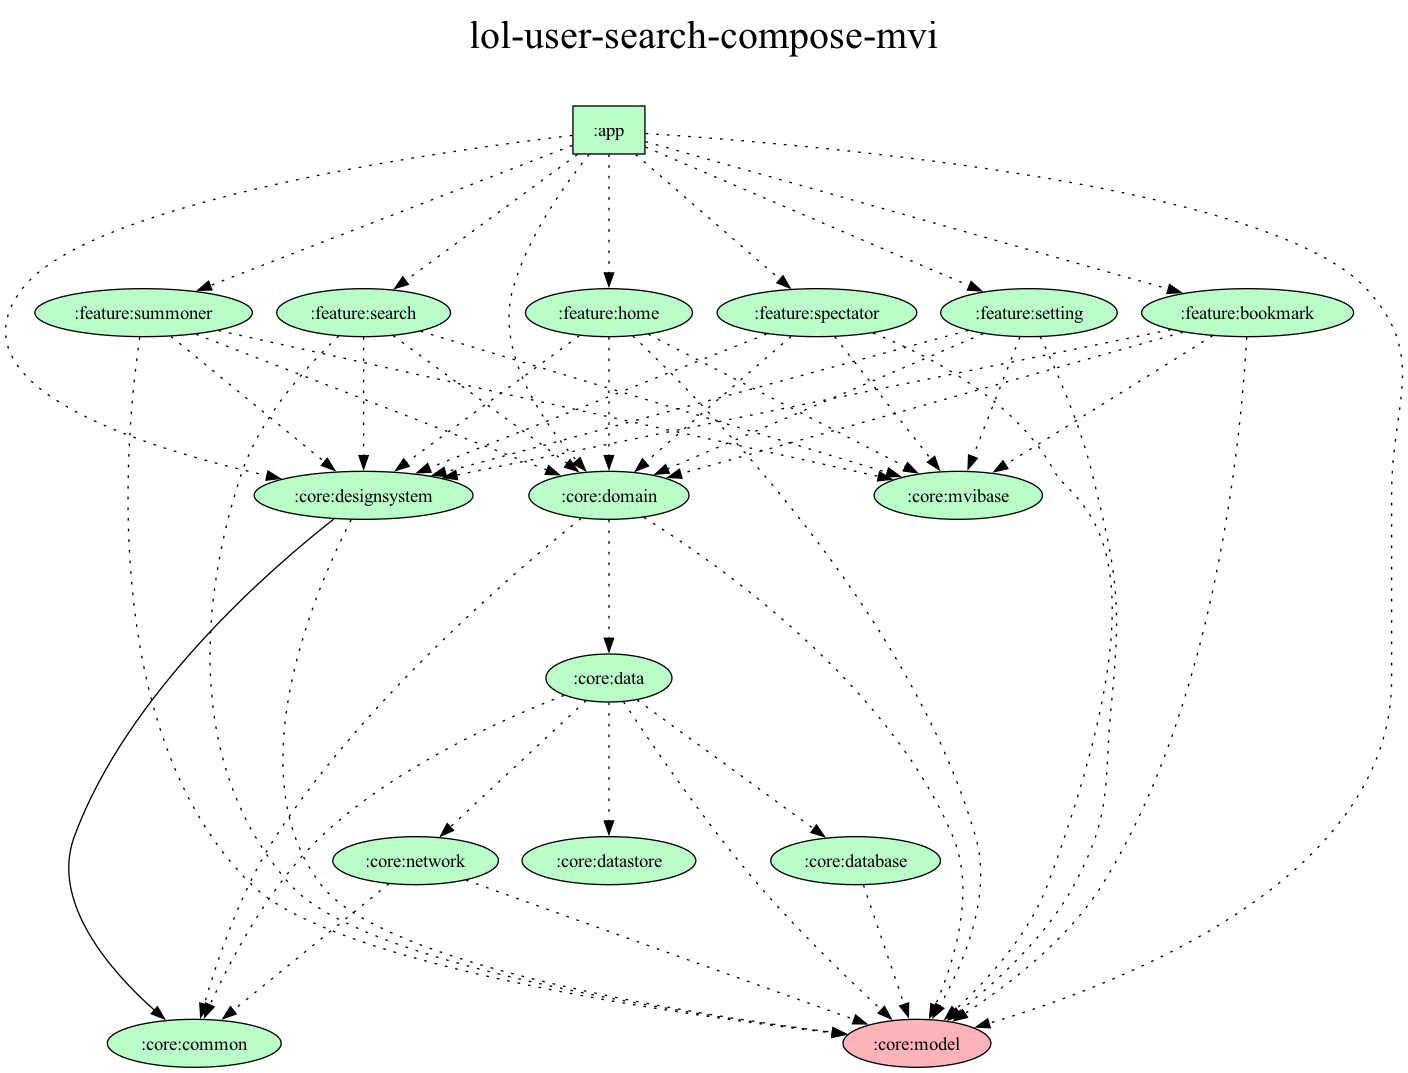 lol-user-search-compose-mvi
:app
:feature:summoner
:feature:search
:feature:home
:feature:spectator
:feature:setting
:feature:bookmark
:core:designsystem
:core:domain
:core:mvibase
:core:data
:core:network
:core:datastore
:core:database
:core:common
:core:model